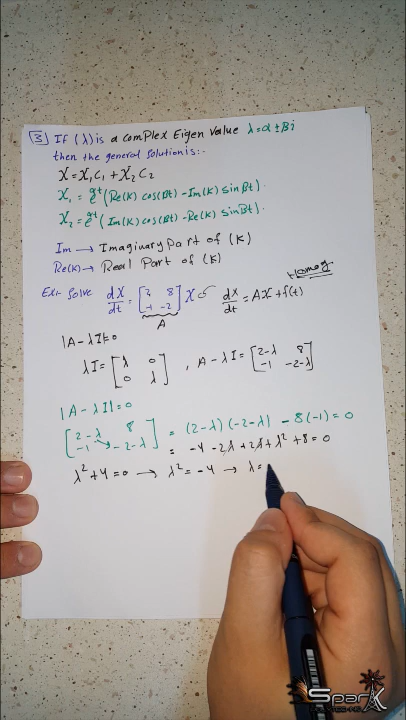 [3] If (λ) is a complex Eigen value λ=α±βi
then the general solution is:-
X = X₁C₁ + X₂C₂
X₁ = e^αt (Re(K) cos(βt) - Im(K) sin βt).
X₂ = e^αt (Im(K) cos(βt) - Re(K) sin βt).
Im → Imaginary Part of (K)
Re(K) → Real Part of (K)
Homog
Ex:- Solve dX/dt = [2 8; -1 -2] X dX/dt = AX + f(t)
A
|A - λI|=0
λI = [λ 0; 0 λ] , A - λI = [2-λ 8; -1 -2-λ]
|A - λI| = 0
[2-λ 8; -1 -2-λ] = (2-λ)(-2-λ) - 8(-1) = 0
= -4 - 2λ + 2λ + λ² + 8 = 0
λ² + 4 = 0 → λ² = -4 → λ =
Spark